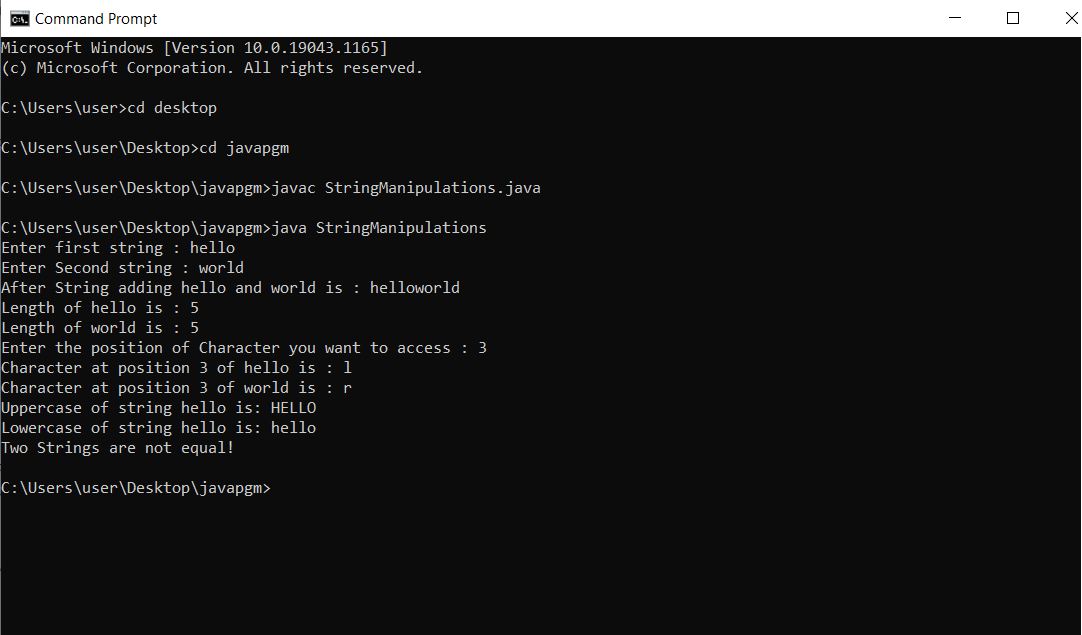 Command Prompt
Microsoft Windows [Version 10.0.19043.1165]
(c) Microsoft Corporation. All rights reserved.
C:\Users\user>cd desktop
C:\Users\user\Desktop>cd javapgm
C:\Users\user\Desktop\javapgm>javac StringManipulations.java
C:\Users\user\Desktop\javapgm>java StringManipulations
Enter first string : hello
Enter Second string : world
After String adding hello and world is : helloworld
Length of hello is : 5
Length of world is : 5
Enter the position of Character you want to access : 3
Character at position 3 of hello is : l
Character at position 3 of world is : r
Uppercase of string hello is: HELLO
Lowercase of string hello is: hello
Two Strings are not equal!
C:\Users\user\Desktop\javapgm>